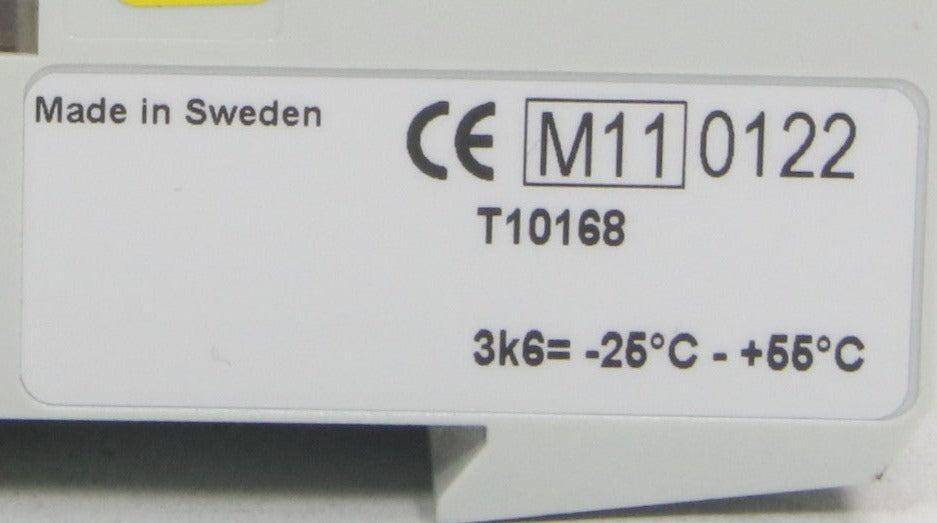 Made in Sweden
CE M11 0122
T10168
3k6= -25°C - +55°C